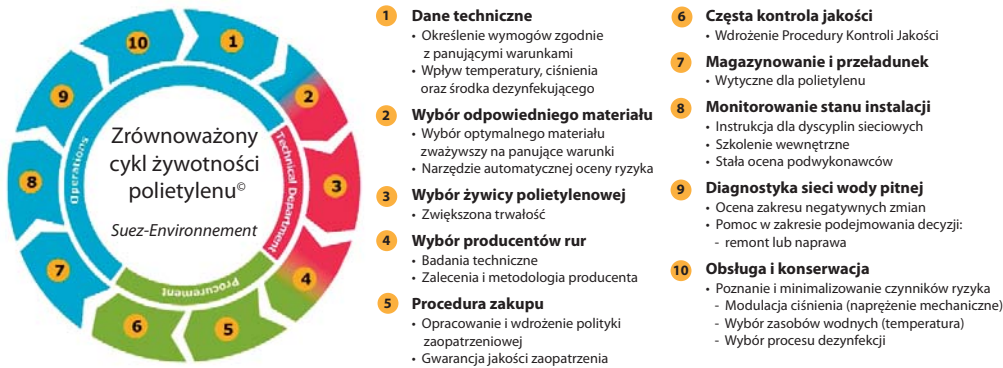 10
1
2
3
4
5
6
7
8
9
Operations
Technical Department
Procurement
Zrównoważony
cykl żywotności
polietylenu©
Suez-Environnement
1 Dane techniczne
• Określenie wymogów zgodnie
z panującymi warunkami
• Wpływ temperatury, ciśnienia
oraz środka dezynfekującego
2 Wybór odpowiedniego materiału
• Wybór optymalnego materiału
zważywszy na panujące warunki
• Narzędzie automatycznej oceny ryzyka
3 Wybór żywicy polietylenowej
• Zwiększona trwałość
4 Wybór producentów rur
• Badania techniczne
• Zalecenia i metodologia producenta
5 Procedura zakupu
• Opracowanie i wdrożenie polityki
zaopatrzeniowej
• Gwarancja jakości zaopatrzenia
6 Częsta kontrola jakości
• Wdrożenie Procedury Kontroli Jakości
7 Magazynowanie i przeładunek
• Wytyczne dla polietylenu
8 Monitorowanie stanu instalacji
• Instrukcja dla dyscyplin sieciowych
• Szkolenie wewnętrzne
• Stała ocena podwykonawców
9 Diagnostyka sieci wody pitnej
• Ocena zakresu negatywnych zmian
• Pomoc w zakresie podejmowania decyzji:
- remont lub naprawa
10 Obsługa i konserwacja
• Poznanie i minimalizowanie czynników ryzyka
- Modulacja ciśnienia (naprężenie mechaniczne)
- Wybór zasobów wodnych (temperatura)
- Wybór procesu dezynfekcji